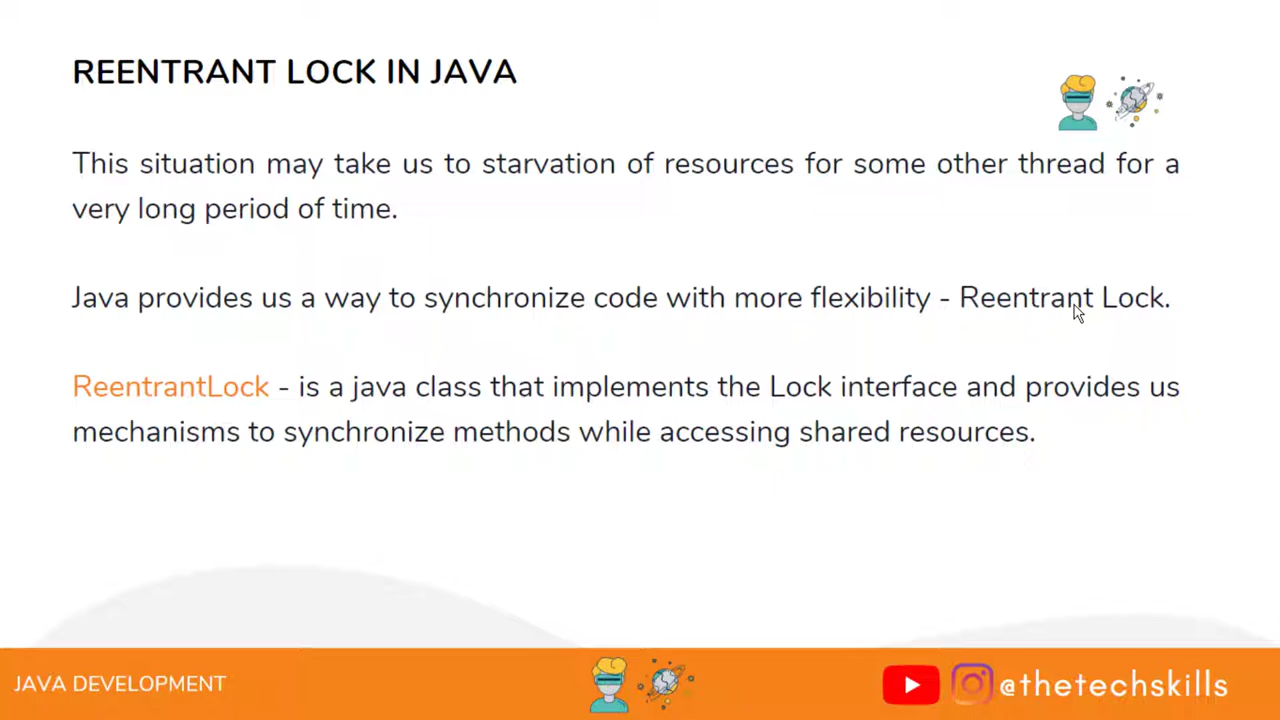 REENTRANT LOCK IN JAVA
This situation may take us to starvation of resources for some other thread for a
very long period of time.
Java provides us a way to synchronize code with more flexibility - Reentrant Lock.
ReentrantLock - is a java class that implements the Lock interface and provides us
mechanisms to synchronize methods while accessing shared resources.
JAVA DEVELOPMENT
@thetechskills